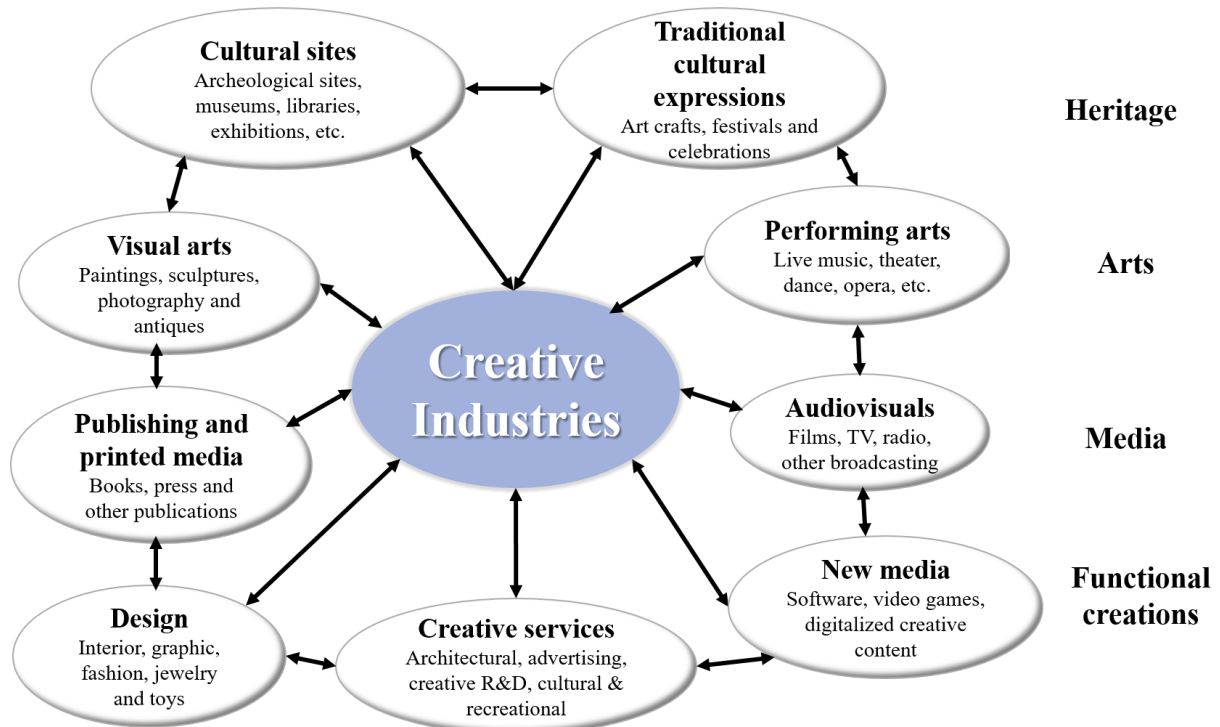 Cultural sites
Archeological sites,
museums, libraries,
exhibitions, etc.
Traditional
cultural
expressions
Art crafts, festivals and
celebrations
Heritage
Visual arts
Paintings, sculptures,
photography and
antiques
Performing arts
Live music, theater,
dance, opera, etc.
Arts
Creative
Industries
Publishing and
printed media
Books, press and
other publications
Audiovisuals
Films, TV, radio,
other broadcasting
Media
Design
Interior, graphic,
fashion, jewelry
and toys
Creative services
Architectural, advertising,
creative R&D, cultural &
recreational
New media
Software, video games,
digitalized creative
content
Functional
creations